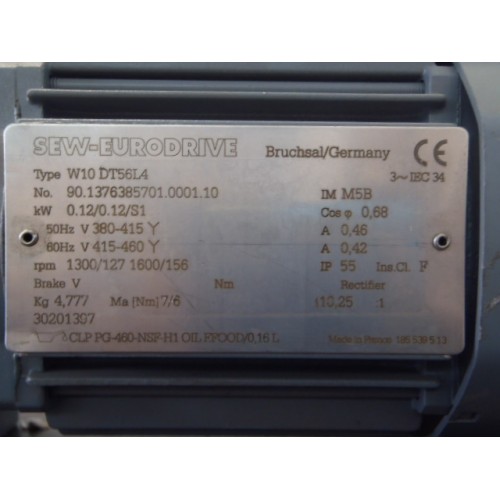 SEW-EURODRIVE Bruchsal/Germany CE
Type W10 DT56L4 3~IEC 34
No. 90.1376385701.0001.10 IM M5B
kW 0.12/0.12/S1 Cos φ 0,68
50Hz V 380-415 Y A 0,46
60Hz V 415-460 Y A 0,42
rpm 1300/127 1600/156 IP 55 Ins.Cl. F
Brake V Nm Rectifier
Kg 4,777 Ma [Nm] 7/6 i 10,25 :1
30201397
CLP PG-460-NSF-H1 OIL F.FOOD/0,16 L Made in France